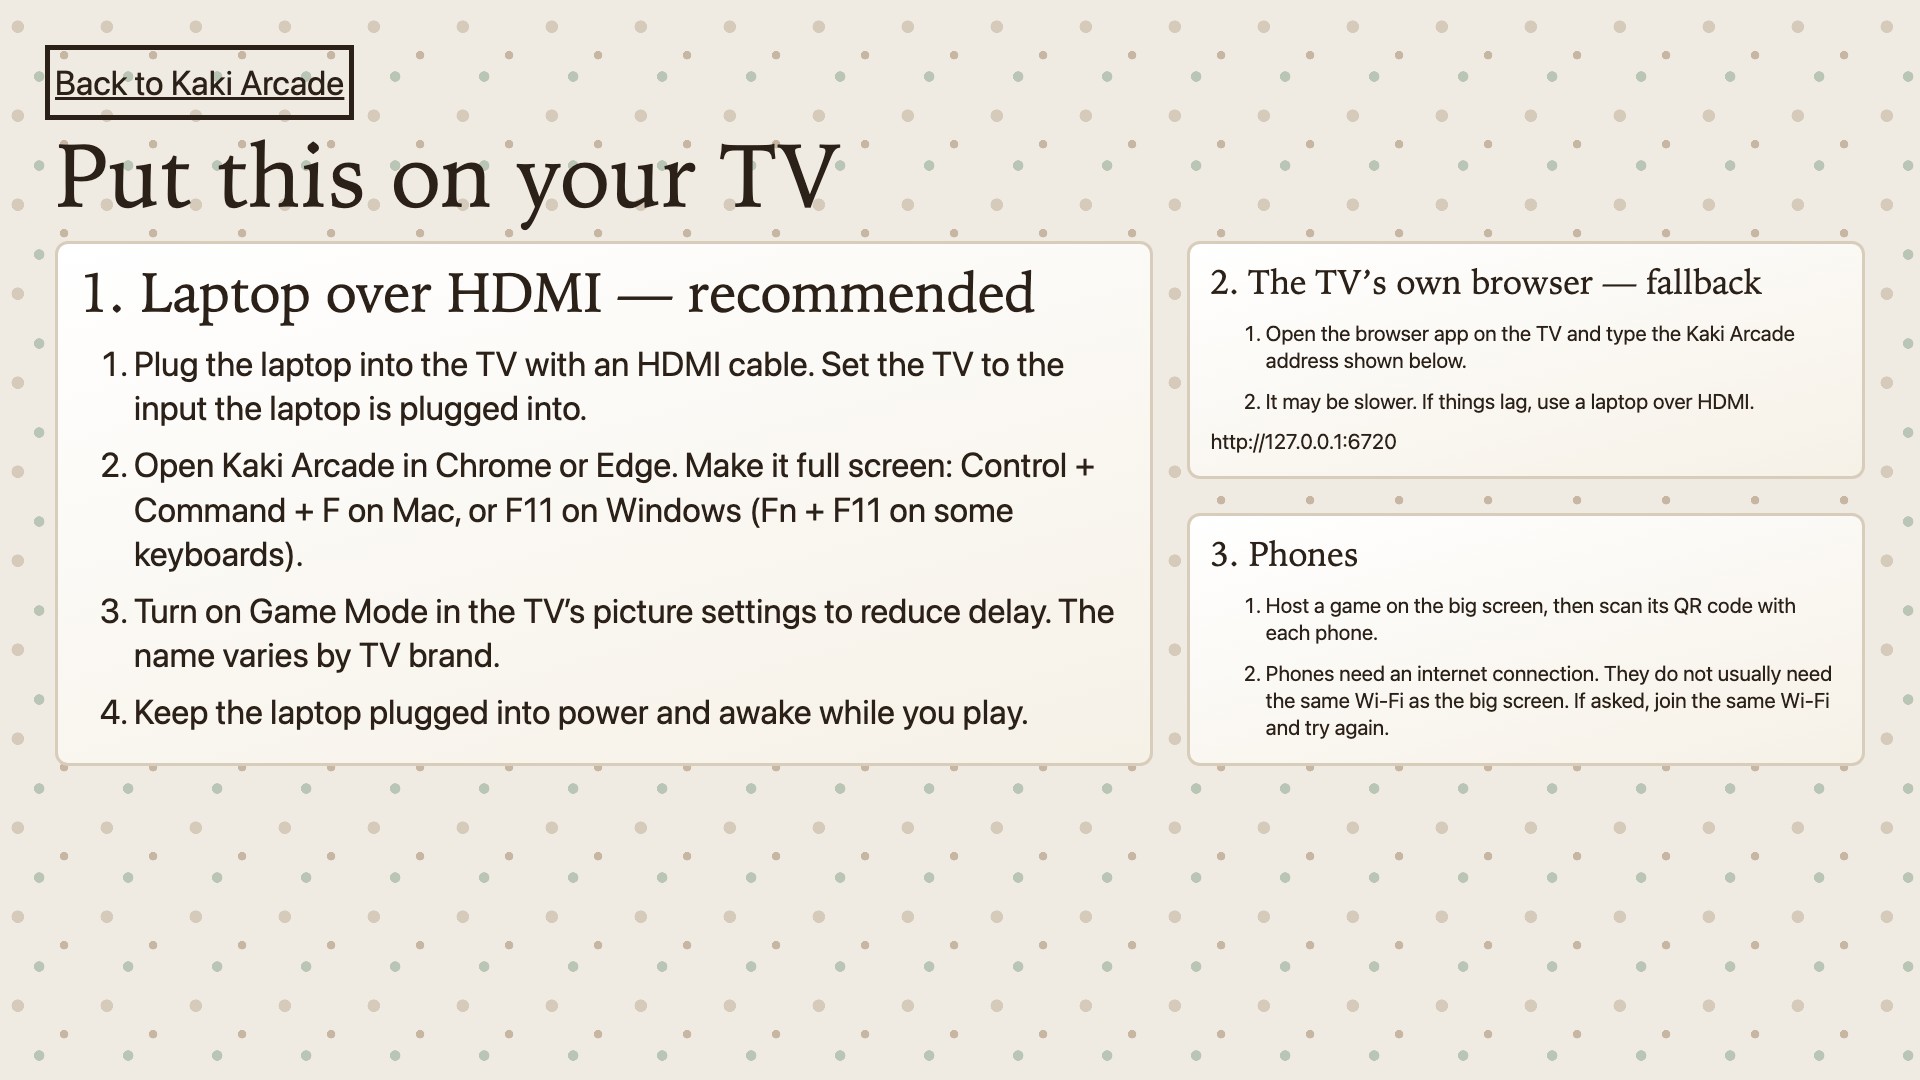 Back to Kaki Arcade
Put this on your TV
1. Laptop over HDMI — recommended
1. Plug the laptop into the TV with an HDMI cable. Set the TV to the
input the laptop is plugged into.
2. Open Kaki Arcade in Chrome or Edge. Make it full screen: Control +
Command + F on Mac, or F11 on Windows (Fn + F11 on some
keyboards).
3. Turn on Game Mode in the TV’s picture settings to reduce delay. The
name varies by TV brand.
4. Keep the laptop plugged into power and awake while you play.
2. The TV’s own browser — fallback
1. Open the browser app on the TV and type the Kaki Arcade
address shown below.
2. It may be slower. If things lag, use a laptop over HDMI.
http://127.0.0.1:6720
3. Phones
1. Host a game on the big screen, then scan its QR code with
each phone.
2. Phones need an internet connection. They do not usually need
the same Wi-Fi as the big screen. If asked, join the same Wi-Fi
and try again.